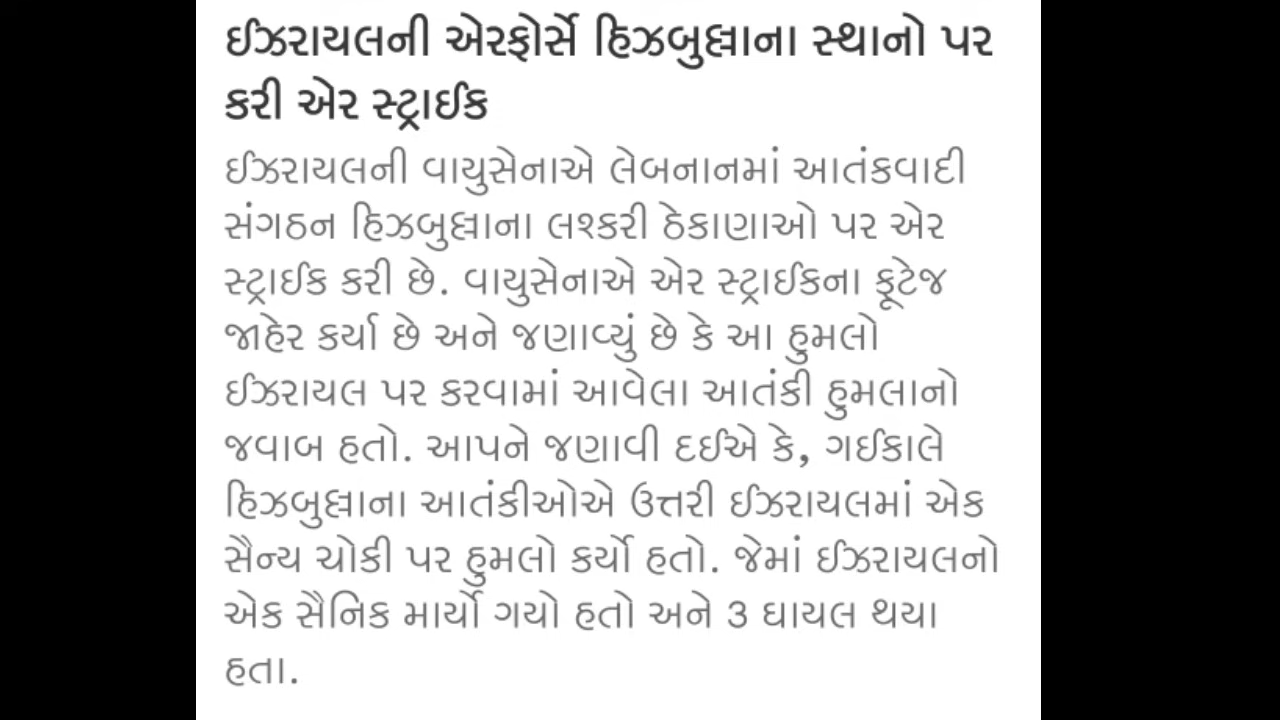 ઈઝરાયલની એરફોર્સે હિઝબુલ્લાના સ્થાનો પર
કરી એર સ્ટ્રાઈક
ઈઝરાયલની વાયુસેનાએ લેબનાનમાં આતંકવાદી
સંગઠન હિઝબુલ્લાના લશ્કરી ઠેકાણાઓ પર એર
સ્ટ્રાઈક કરી છે. વાયુસેનાએ એર સ્ટ્રાઈકના ફૂટેજ
જાહેર કર્યા છે અને જણાવ્યું છે કે આ હુમલો
ઈઝરાયલ પર કરવામાં આવેલા આતંકી હુમલાનો
જવાબ હતો. આપને જણાવી દઈએ કે, ગઈકાલે
હિઝબુલ્લાના આતંકીઓએ ઉત્તરી ઈઝરાયલમાં એક
સૈન્ય ચોકી પર હુમલો કર્યો હતો. જેમાં ઈઝરાયલનો
એક સૈનિક માર્યો ગયો હતો અને 3 ઘાયલ થયા
હતા.